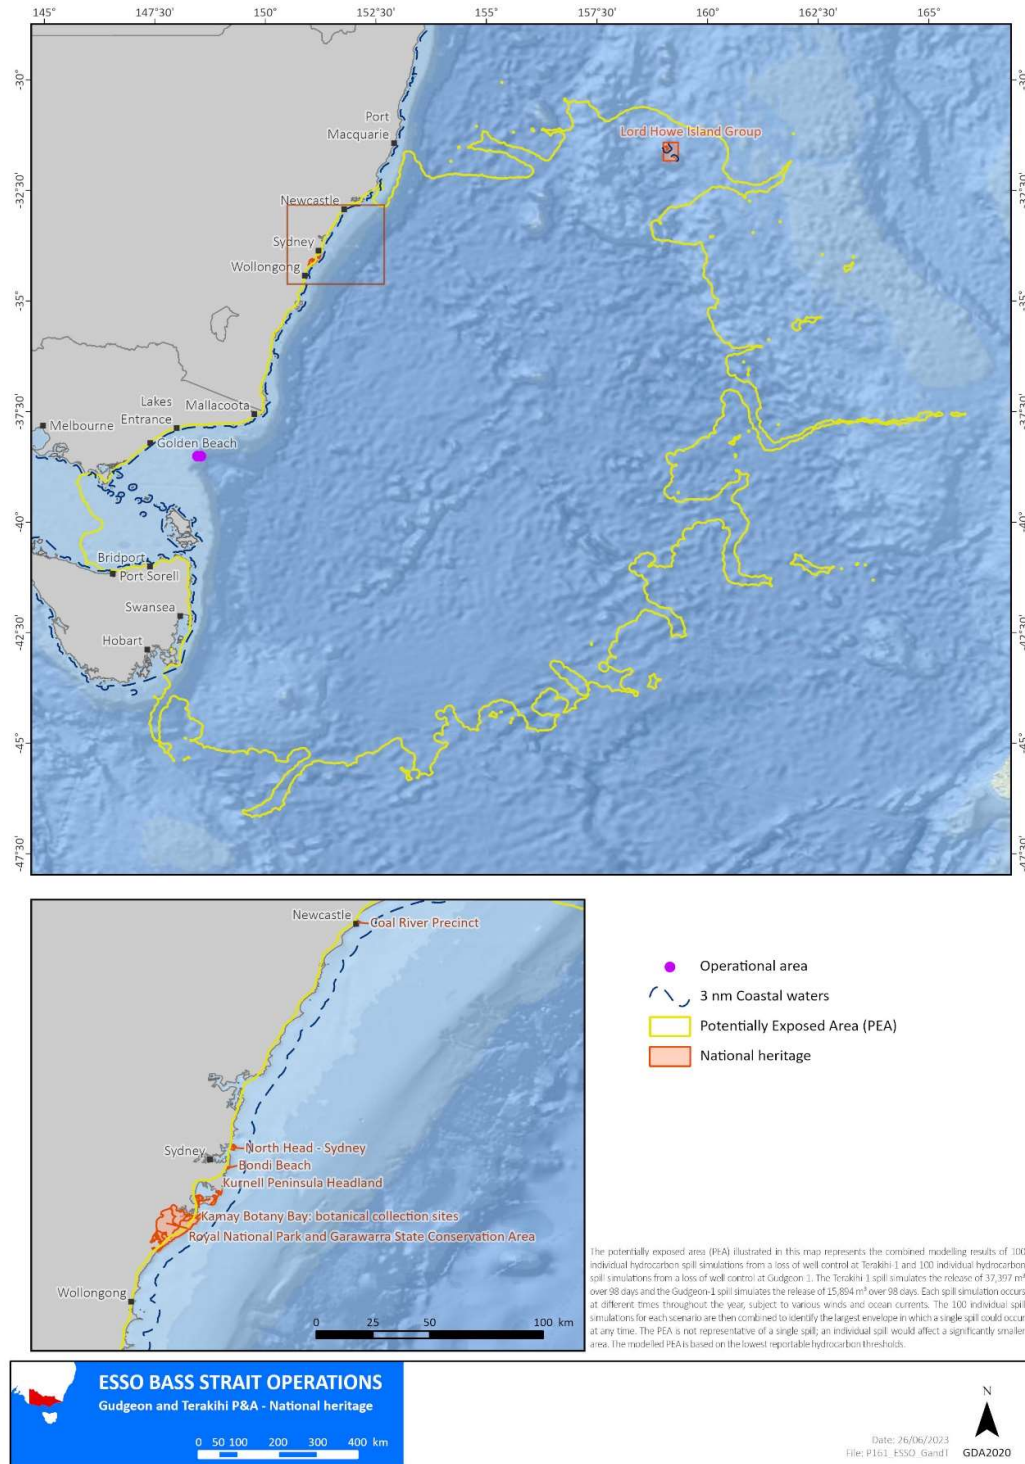 145° 147°30' 150° 152°30' 155° 157°30' 160° 162°30' 165°
-30° -30°
-32°30' -32°30'
-35° -35°
-37°30' -37°30'
-40° -40°
-42°30' -42°30'
-45° -45°
-47°30' -47°30'
Port
Macquarie
Lord Howe Island Group
Newcastle
Sydney
Wollongong
Lakes
Entrance
Mallacoota
Melbourne
Golden Beach
Bridport
Port Sorell
Swansea
Hobart
Newcastle
Coal River Precinct
Sydney
North Head - Sydney
Bondi Beach
Kurnell Peninsula Headland
Kamay Botany Bay: botanical collection sites
Royal National Park and Garawarra State Conservation Area
Wollongong
0 25 50 100 km
Operational area
3 nm Coastal waters
Potentially Exposed Area (PEA)
National heritage
The potentially exposed area (PEA) illustrated in this map represents the combined modelling results of 100
individual hydrocarbon spill simulations from a loss of well control at Terakihi-1 and 100 individual hydrocarbon
spill simulations from a loss of well control at Gudgeon 1. The Terakihi 1 spill simulates the release of 37,397 m³
over 98 days and the Gudgeon-1 spill simulates the release of 15,894 m³ over 98 days. Each spill simulation occurs
at different times throughout the year, subject to various winds and ocean currents. The 100 individual spill
simulations for each scenario are then combined to identify the largest envelope in which a single spill could occur
at any time. The PEA is not representative of a single spill; an individual spill would affect a significantly smaller
area. The modelled PEA is based on the lowest reportable hydrocarbon thresholds.
ESSO BASS STRAIT OPERATIONS
Gudgeon and Terakihi P&A - National heritage
0 50 100 200 300 400 km
N
Date: 26/06/2023
File: P161_ESSO_GandT
GDA2020